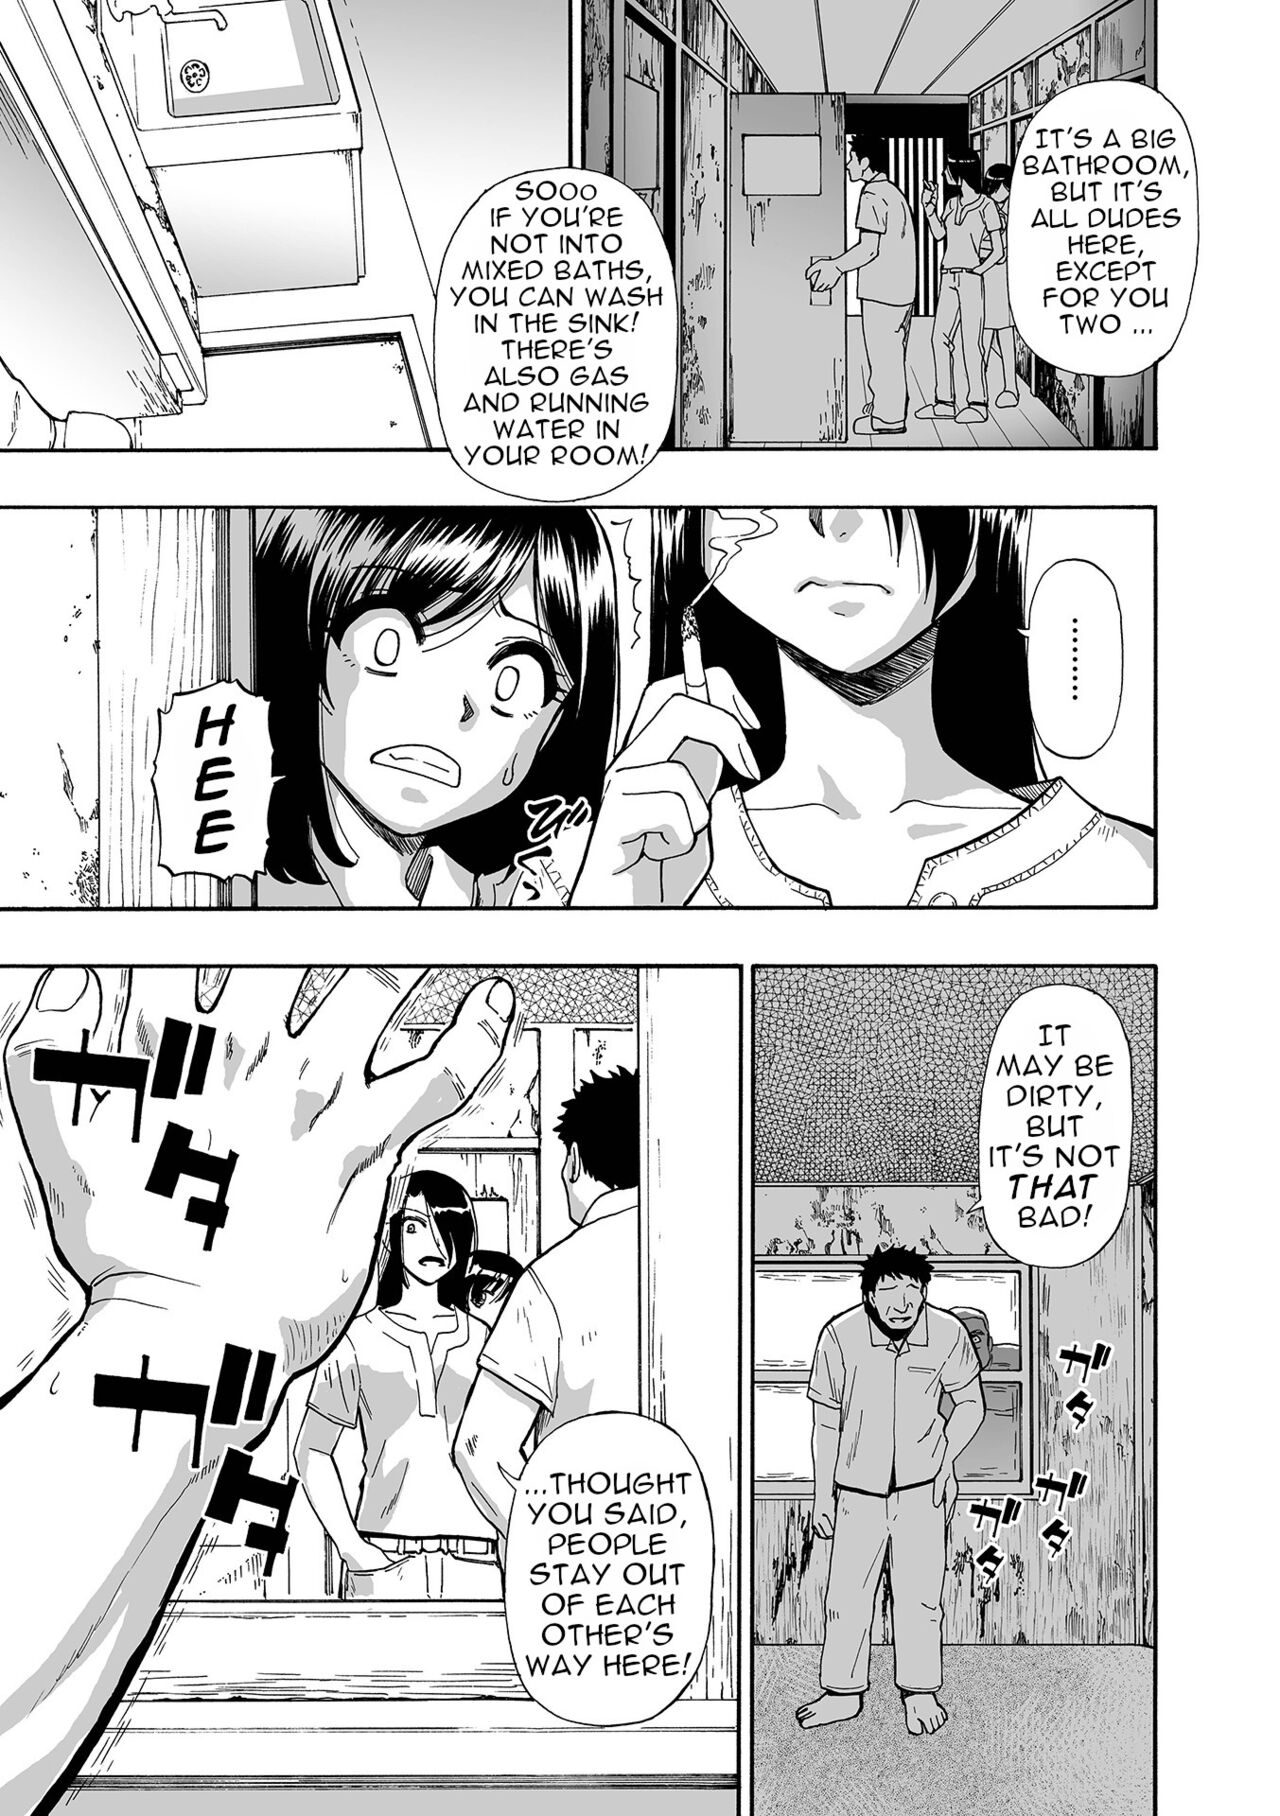 IT'S A BIG
BATHROOM,
BUT IT'S
ALL DUDES
HERE,
EXCEPT
FOR YOU
TWO ...
SOOO
IF YOU'RE
NOT INTO
MIXED BATHS,
YOU CAN WASH
IN THE SINK!
THERE'S
ALSO GAS
AND RUNNING
WATER IN
YOUR ROOM!
.........
HEE
ビクッ
IT
MAY BE
DIRTY,
BUT
IT'S NOT
THAT
BAD!
ガタ
ガタ
ガタ
ガタ
...THOUGHT
YOU SAID,
PEOPLE
STAY OUT
OF EACH
OTHER'S
WAY HERE!